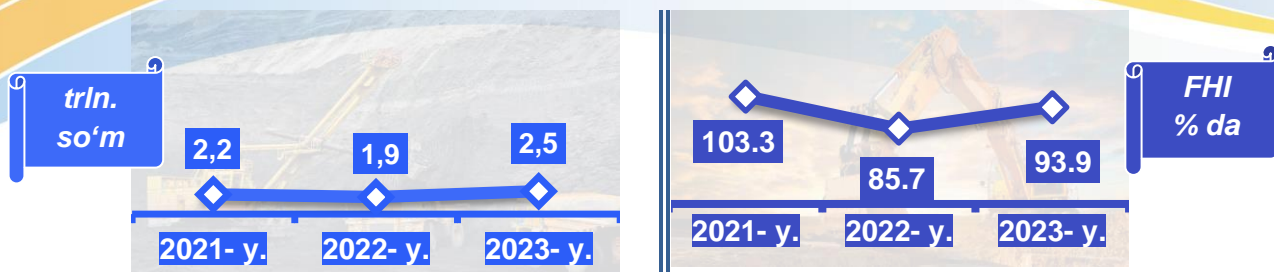 trln.
so‘m
2,2
1,9
2,5
2021- y.
2022- y.
2023- y.
103.3
85.7
93.9
2021- y.
2022- y.
2023- y.
FHI
% da